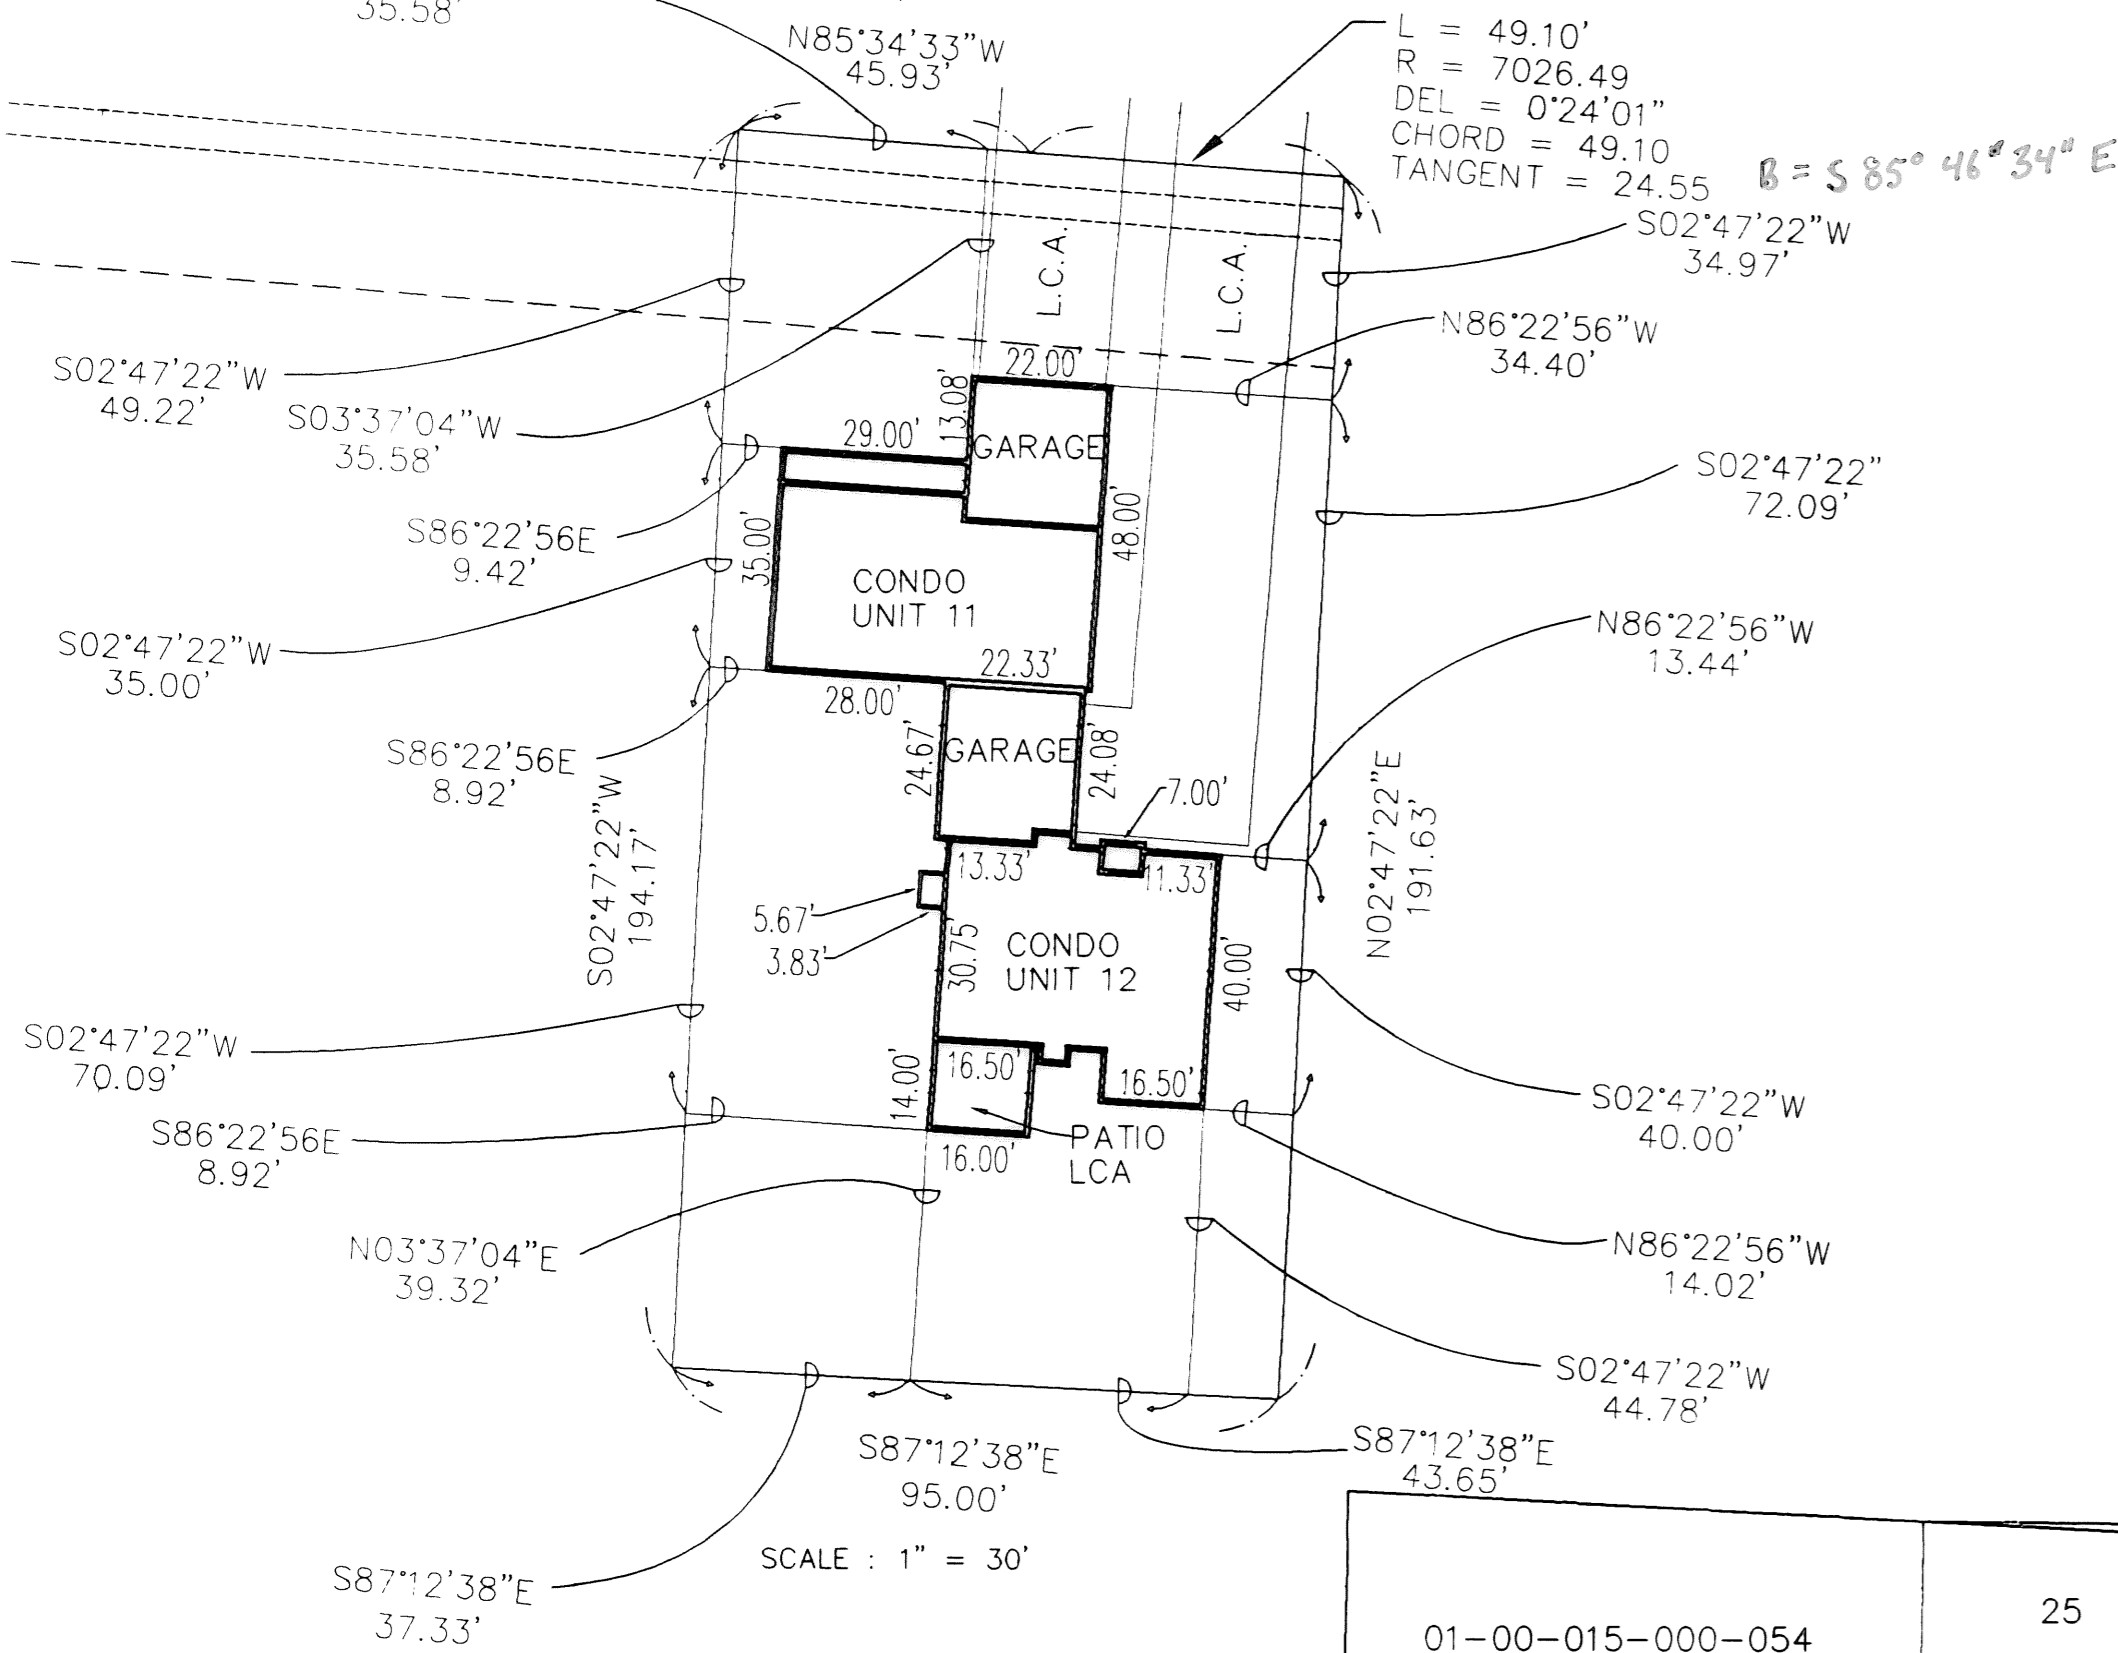 35.58'
N85°34'33"W
45.93'
L = 49.10'
R = 7026.49
DEL = 0°24'01"
CHORD = 49.10
TANGENT = 24.55
B = S 85° 46" 34" E
S02°47'22"W
34.97'
L.C.A.
L.C.A.
N86°22'56"W
34.40'
S02°47'22"W
49.22'
S03°37'04"W
35.58'
22.00'
13.08'
29.00'
GARAGE
S02°47'22"
72.09'
S86°22'56E
9.42'
35.00'
48.00'
CONDO
UNIT 11
S02°47'22"W
35.00'
N86°22'56"W
13.44'
22.33'
28.00'
S86°22'56E
8.92'
24.67'
GARAGE
24.08'
7.00'
S02°47'22"W
194.17'
N02°47'22"E
191.63'
13.33'
11.33'
5.67'
3.83'
30.75'
CONDO
UNIT 12
40.00'
S02°47'22"W
70.09'
14.00'
16.50'
16.50'
S02°47'22"W
40.00'
S86°22'56E
8.92'
16.00'
PATIO
LCA
N03°37'04"E
39.32'
N86°22'56"W
14.02'
S02°47'22"W
44.78'
S87°12'38"E
95.00'
S87°12'38"E
43.65'
SCALE : 1" = 30'
S87°12'38"E
37.33'
01-00-015-000-054
25